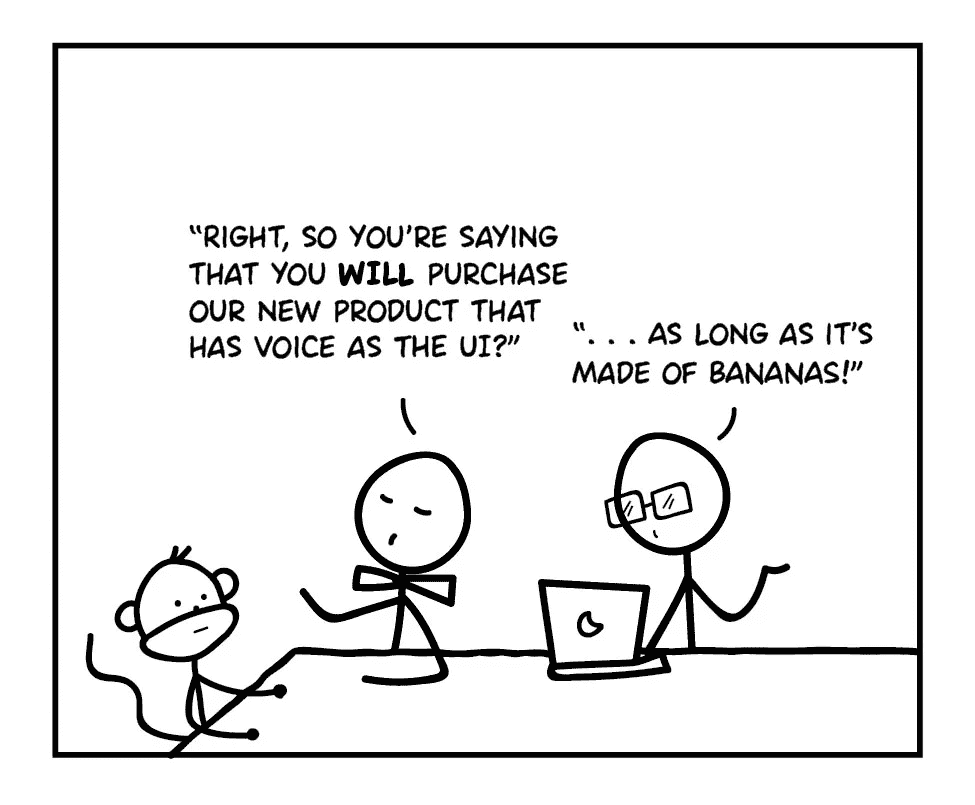 “RIGHT, SO YOU’RE SAYING
THAT YOU WILL PURCHASE
OUR NEW PRODUCT THAT
HAS VOICE AS THE UI?”
“... AS LONG AS IT’S
MADE OF BANANAS!”